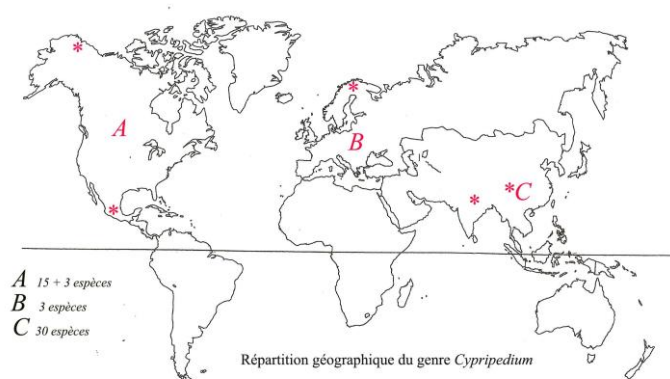 A
B
C
A 15 + 3 espèces
B 3 espèces
C 30 espèces
Répartition géographique du genre Cypripedium